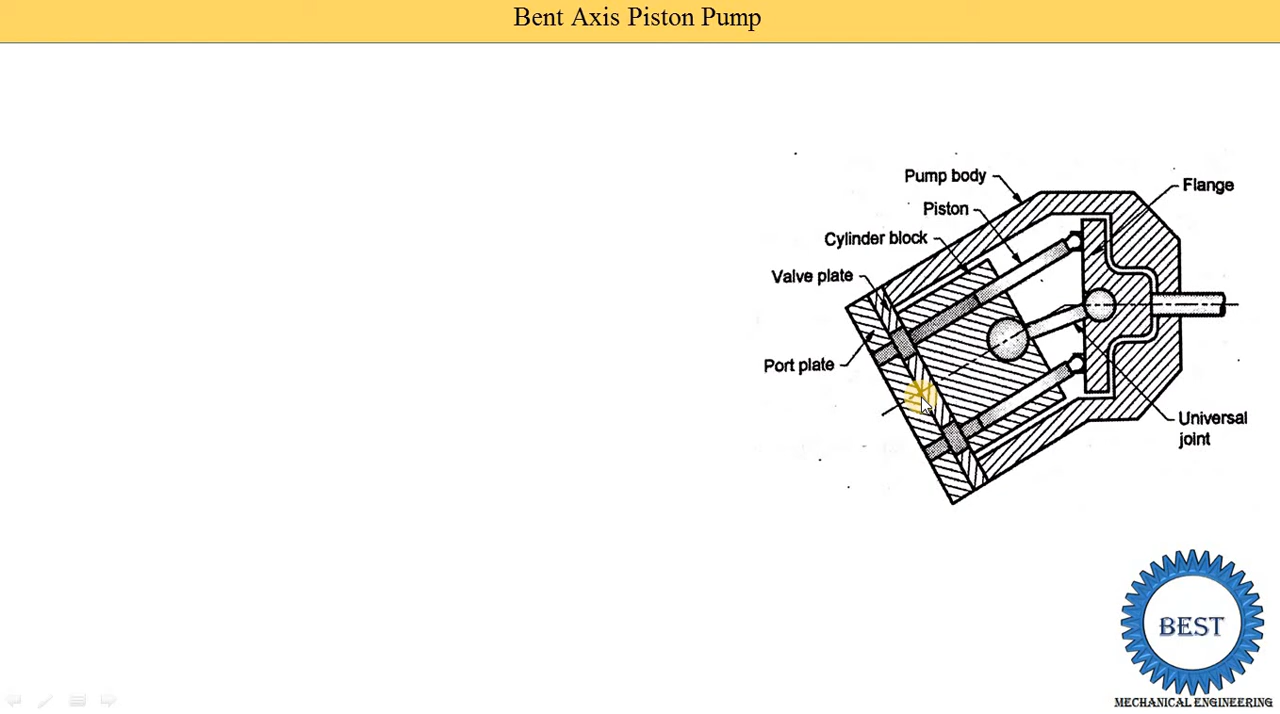 Bent Axis Piston Pump
Pump body
Flange
Piston
Cylinder block
Valve plate
Port plate
Universal
joint
BEST
MECHANICAL ENGINEERING